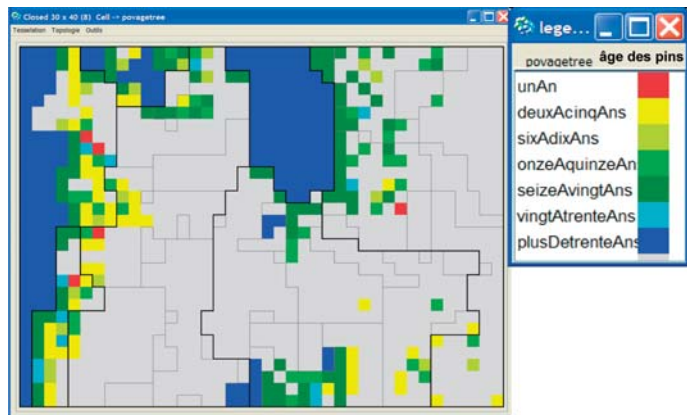 Closed 30 x 40 (8) Cell -> povagetree
Tesselation Topologie Outils
lege...
povagetree âge des pins
unAn
deuxAcinqAns
sixAdixAns
onzeAquinzeAn
seizeAvingtAns
vingtAtrenteAns
plusDetrenteAns